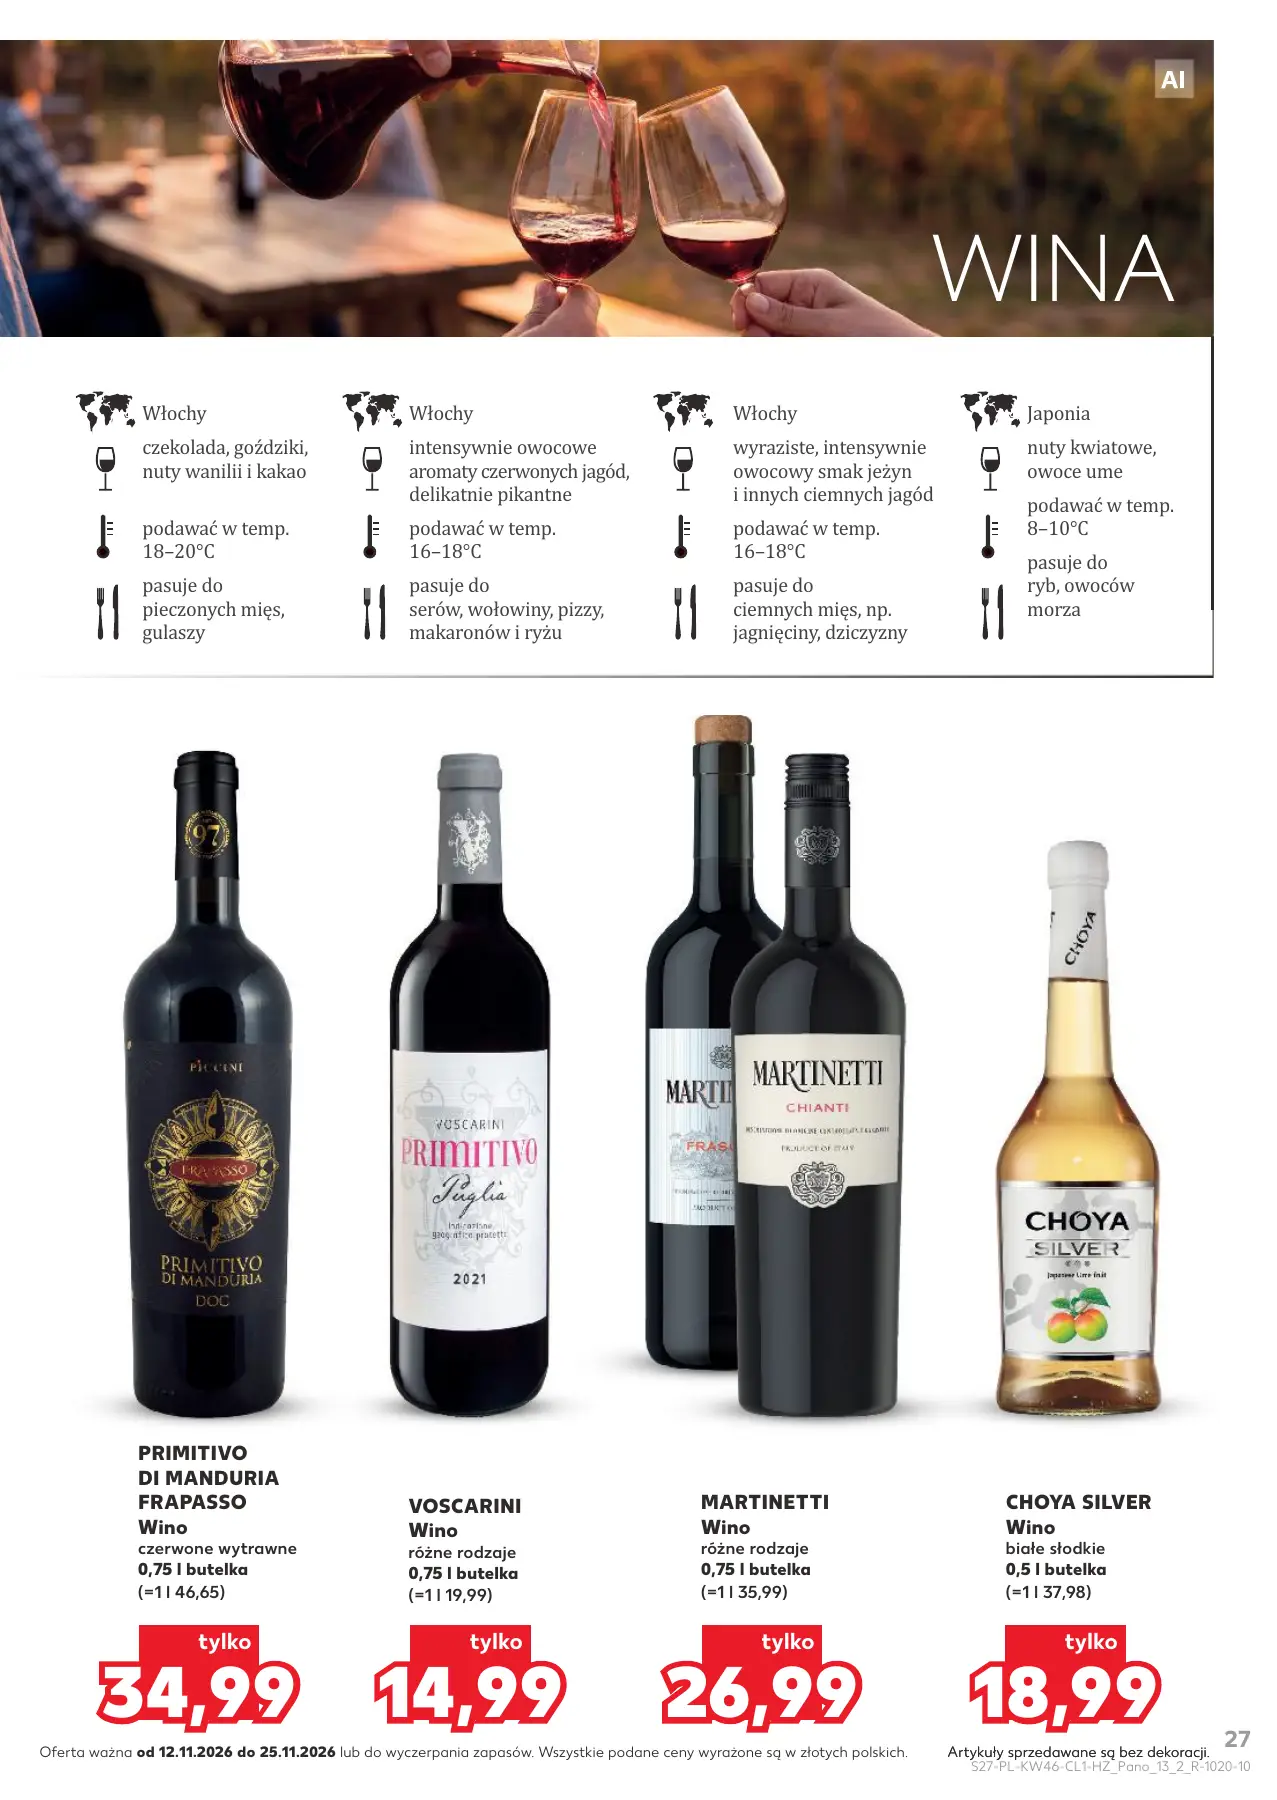 AI
WINA
Włochy
czekolada, goździki,
nuty wanilii i kakao
podawać w temp.
18–20°C
pasuje do
pieczonych mięs,
gulaszy
Włochy
intensywnie owocowe
aromaty czerwonych jagód,
delikatnie pikantne
podawać w temp.
16–18°C
pasuje do
serów, wołowiny, pizzy,
makaronów i ryżu
Włochy
wyraziste, intensywnie
owocowy smak jeżyn
i innych ciemnych jagód
podawać w temp.
16–18°C
pasuje do
ciemnych mięs, np.
jagnięciny, dziczyzny
Japonia
nuty kwiatowe,
owoce ume
podawać w temp.
8–10°C
pasuje do
ryb, owoców
morza
97
PICCINI
FRAPASSO
PRIMITIVO
DI MANDURIA
DOC
VOSCARINI
PRIMITIVO
Puglia
indicazione
geografica protetta
2021
MARTIN
FRASC
MARTINETTI
CHIANTI
PRODUCT OF ITALY
CHOYA
CHOYA
SILVER
Japanese Ume fruit
PRIMITIVO
DI MANDURIA
FRAPASSO
Wino
czerwone wytrawne
0,75 l butelka
(=1 l 46,65)
tylko
34,99
VOSCARINI
Wino
różne rodzaje
0,75 l butelka
(=1 l 19,99)
tylko
14,99
MARTINETTI
Wino
różne rodzaje
0,75 l butelka
(=1 l 35,99)
tylko
26,99
CHOYA SILVER
Wino
białe słodkie
0,5 l butelka
(=1 l 37,98)
tylko
18,99
Oferta ważna od 12.11.2026 do 25.11.2026 lub do wyczerpania zapasów. Wszystkie podane ceny wyrażone są w złotych polskich.
Artykuły sprzedawane są bez dekoracji.
27
S27-PL-KW46-CL1-HZ_Pano_13_2_R-1020-10